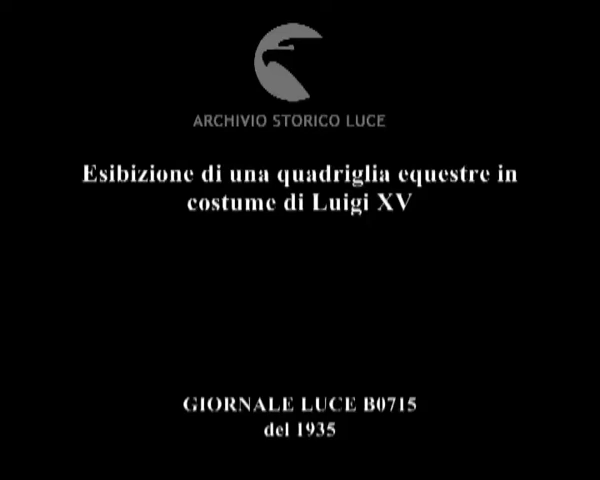 ARCHIVIO STORICO LUCE
Esibizione di una quadriglia equestre in
costume di Luigi XV
GIORNALE LUCE B0715
del 1935